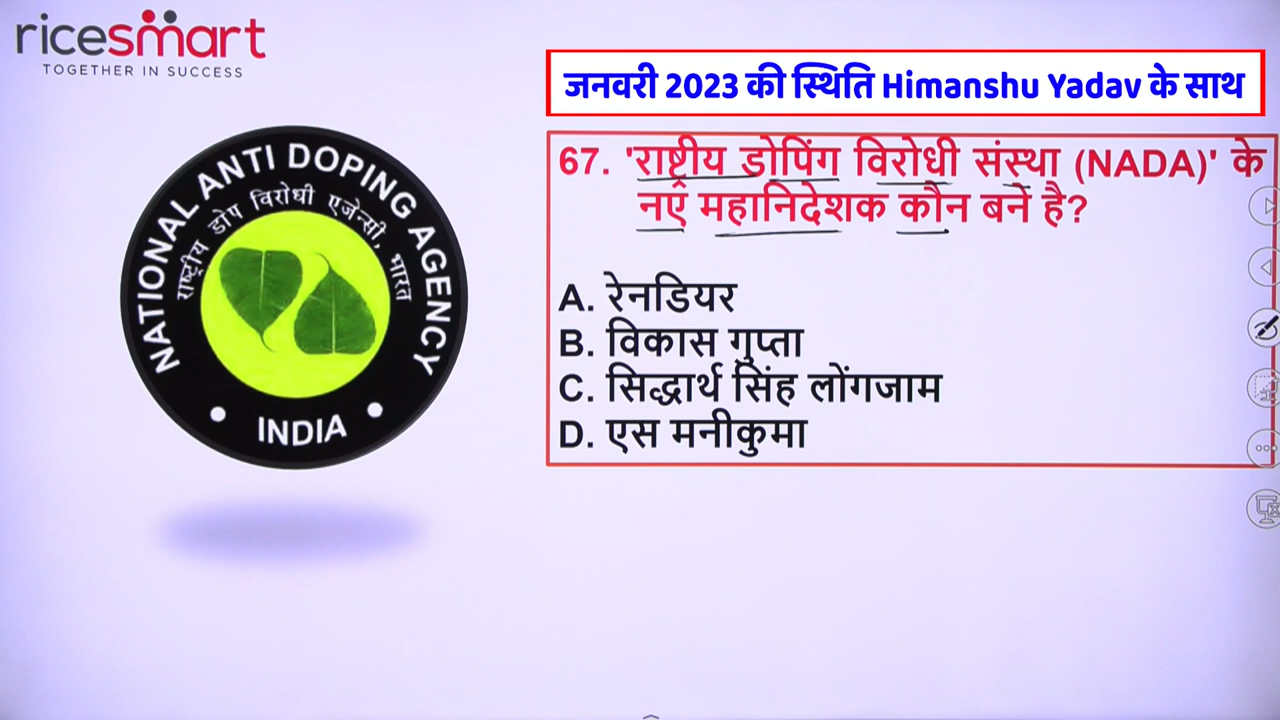 ricesmart
TOGETHER IN SUCCESS
जनवरी 2023 की स्थिति Himanshu Yadav के साथ
NATIONAL ANTI DOPING AGENCY
राष्ट्रीय डोप विरोधी एजेन्सी, भारत
INDIA
67. 'राष्ट्रीय डोपिंग विरोधी संस्था (NADA)' के
नए महानिदेशक कौन बने है?
A. रेनडियर
B. विकास गुप्ता
C. सिद्धार्थ सिंह लोंगजाम
D. एस मनीकुमा